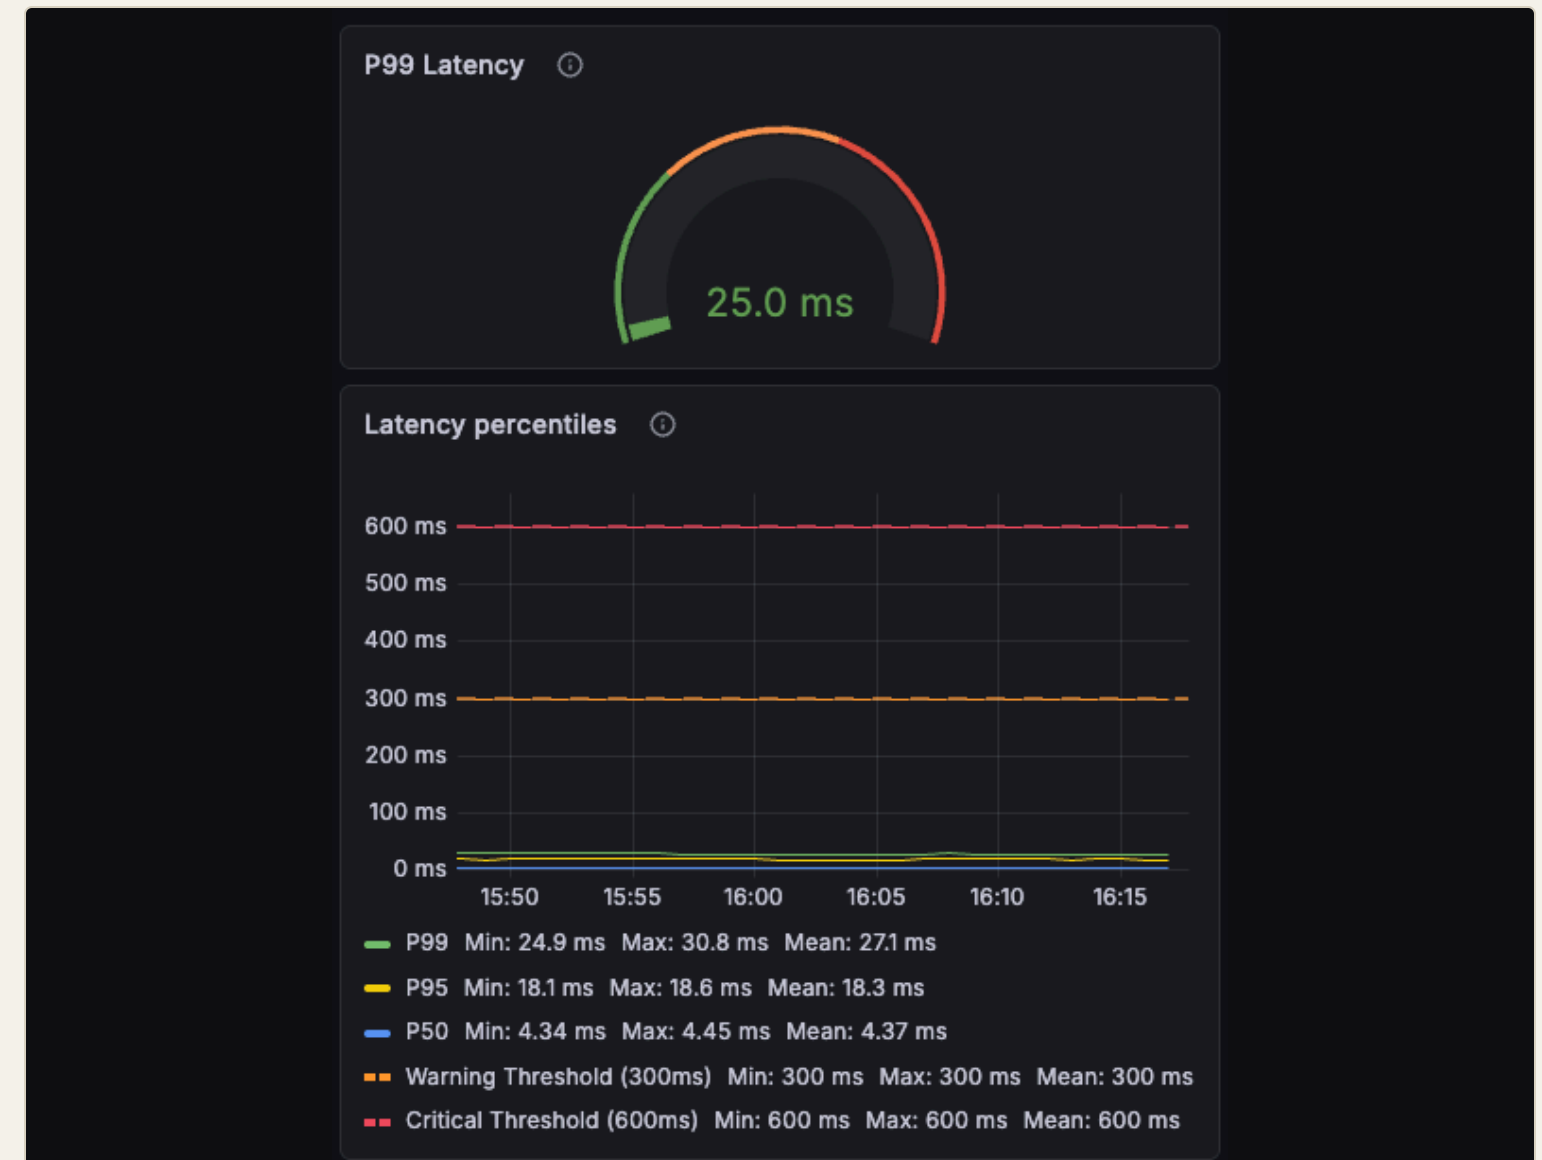 P99 Latency
25.0 ms
Latency percentiles
600 ms
500 ms
400 ms
300 ms
200 ms
100 ms
0 ms
15:50 15:55 16:00 16:05 16:10 16:15
P99 Min: 24.9 ms Max: 30.8 ms Mean: 27.1 ms
P95 Min: 18.1 ms Max: 18.6 ms Mean: 18.3 ms
P50 Min: 4.34 ms Max: 4.45 ms Mean: 4.37 ms
Warning Threshold (300ms) Min: 300 ms Max: 300 ms Mean: 300 ms
Critical Threshold (600ms) Min: 600 ms Max: 600 ms Mean: 600 ms